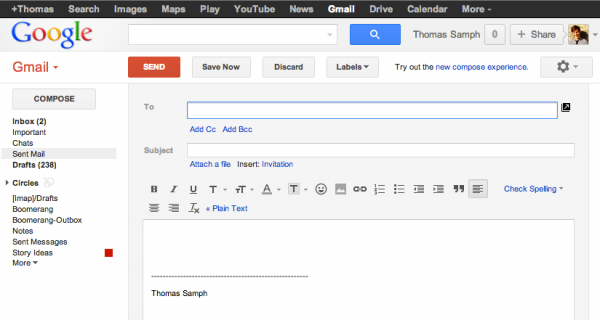 +Thomas Search Images Maps Play YouTube News Gmail Drive Calendar More
Google
Thomas Samph 0 + Share
Gmail
SEND Save Now Discard Labels Try out the new compose experience.
COMPOSE
Inbox (2)
Important
Chats
Sent Mail
Drafts (238)
Circles
[Imap]/Drafts
Boomerang
Boomerang-Outbox
Notes
Sent Messages
Story Ideas
More
To
Add Cc Add Bcc
Subject
Attach a file Insert: Invitation
B I U T TT A T Check Spelling
Tx « Plain Text
------------------------------------------------------
Thomas Samph